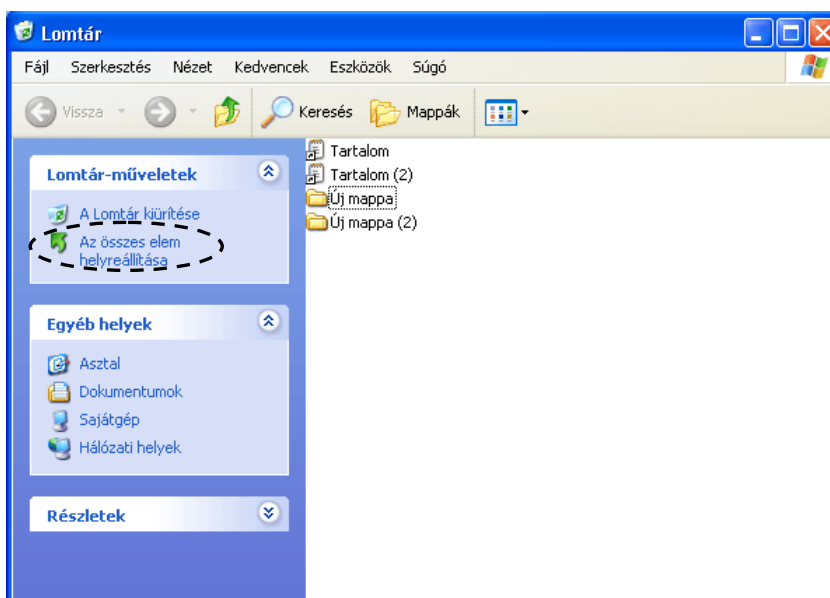 Lomtár
Fájl Szerkesztés Nézet Kedvencek Eszközök Súgó
Vissza Keresés Mappák
Lomtár-műveletek
A Lomtár kiürítése
Az összes elem
helyreállítása
Egyéb helyek
Asztal
Dokumentumok
Sajátgép
Hálózati helyek
Részletek
Tartalom
Tartalom (2)
Új mappa
Új mappa (2)